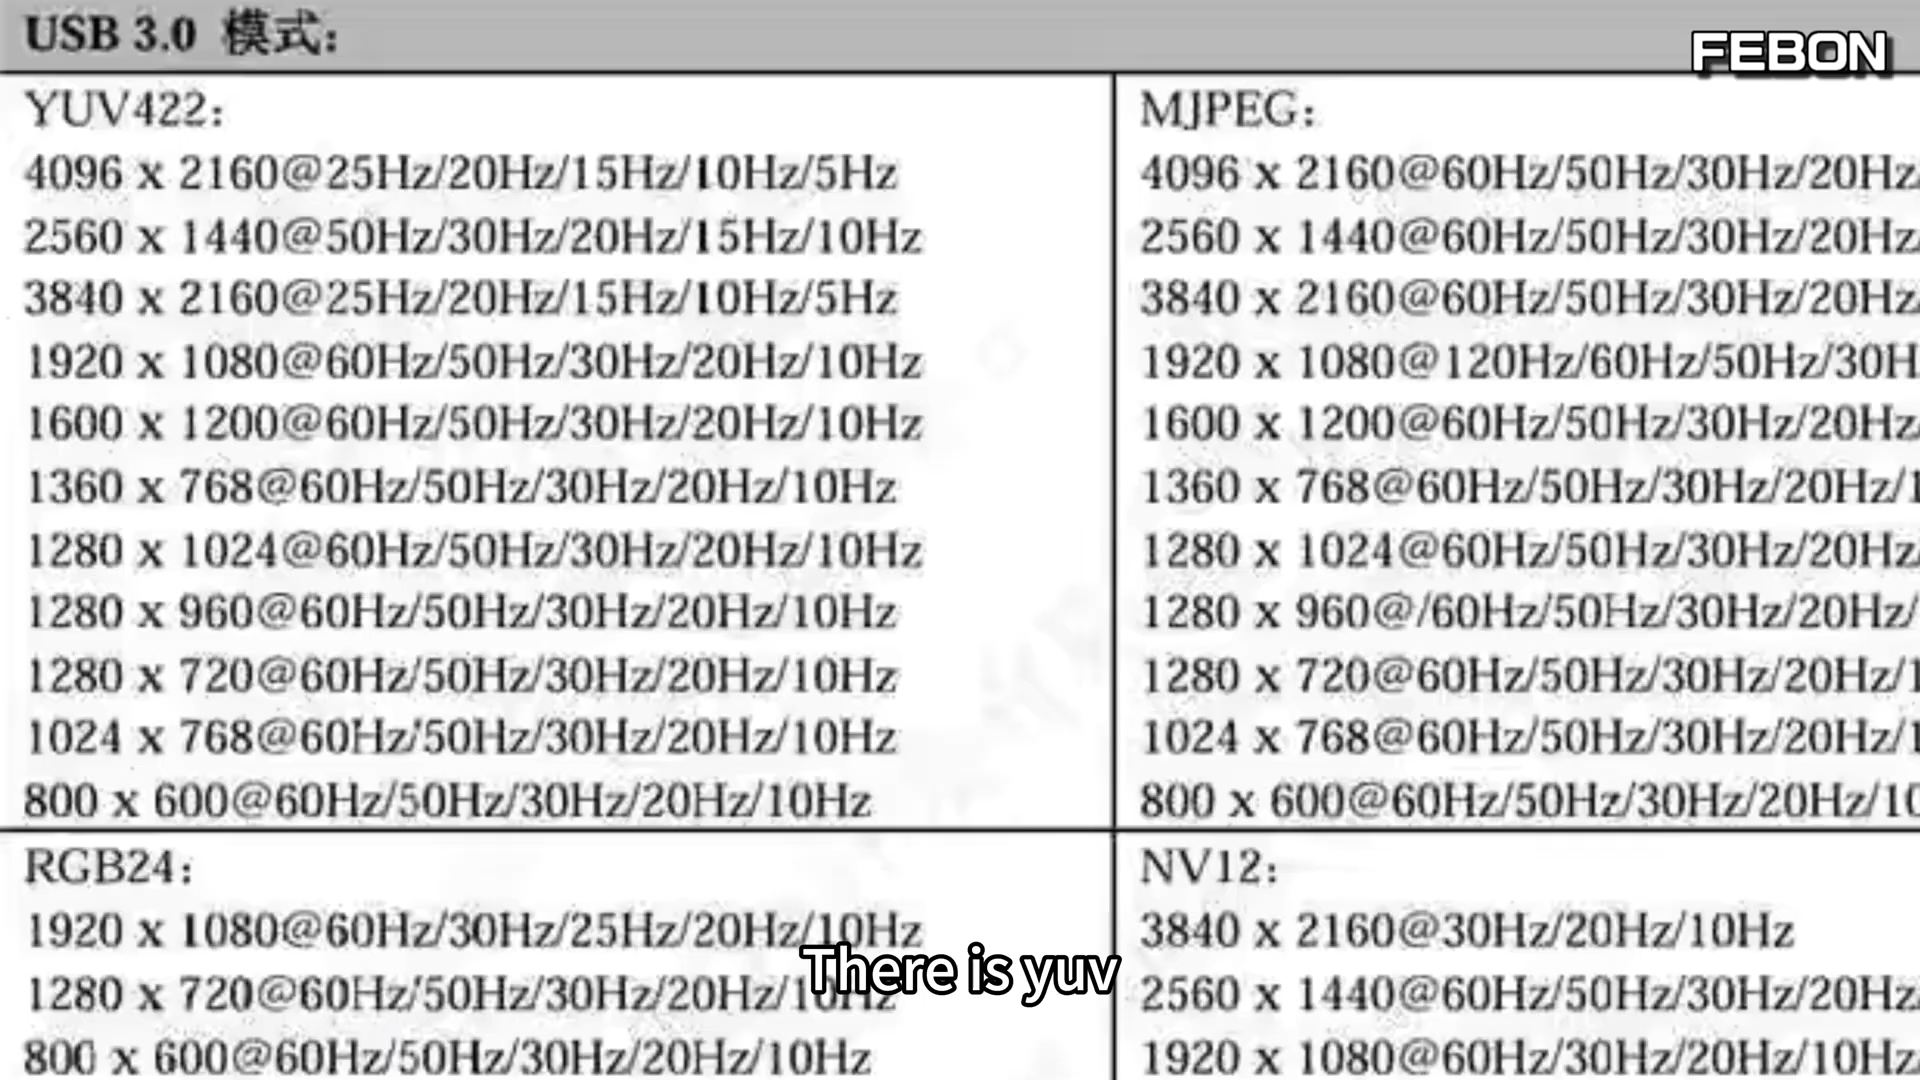 USB 3.0 模式:
FEBON
YUV422:
4096 x 2160@25Hz/20Hz/15Hz/10Hz/5Hz
2560 x 1440@50Hz/30Hz/20Hz/15Hz/10Hz
3840 x 2160@25Hz/20Hz/15Hz/10Hz/5Hz
1920 x 1080@60Hz/50Hz/30Hz/20Hz/10Hz
1600 x 1200@60Hz/50Hz/30Hz/20Hz/10Hz
1360 x 768@60Hz/50Hz/30Hz/20Hz/10Hz
1280 x 1024@60Hz/50Hz/30Hz/20Hz/10Hz
1280 x 960@60Hz/50Hz/30Hz/20Hz/10Hz
1280 x 720@60Hz/50Hz/30Hz/20Hz/10Hz
1024 x 768@60Hz/50Hz/30Hz/20Hz/10Hz
800 x 600@60Hz/50Hz/30Hz/20Hz/10Hz
MJPEG:
4096 x 2160@60Hz/50Hz/30Hz/20Hz/
2560 x 1440@60Hz/50Hz/30Hz/20Hz/
3840 x 2160@60Hz/50Hz/30Hz/20Hz/
1920 x 1080@120Hz/60Hz/50Hz/30H
1600 x 1200@60Hz/50Hz/30Hz/20Hz/
1360 x 768@60Hz/50Hz/30Hz/20Hz/1
1280 x 1024@60Hz/50Hz/30Hz/20Hz/
1280 x 960@/60Hz/50Hz/30Hz/20Hz/
1280 x 720@60Hz/50Hz/30Hz/20Hz/1
1024 x 768@60Hz/50Hz/30Hz/20Hz/1
800 x 600@60Hz/50Hz/30Hz/20Hz/10
RGB24:
1920 x 1080@60Hz/30Hz/25Hz/20Hz/10Hz
1280 x 720@60Hz/50Hz/30Hz/20Hz/10Hz
800 x 600@60Hz/50Hz/30Hz/20Hz/10Hz
NV12:
3840 x 2160@30Hz/20Hz/10Hz
2560 x 1440@60Hz/50Hz/30Hz/20Hz/
1920 x 1080@60Hz/30Hz/20Hz/10Hz/
There is yuv